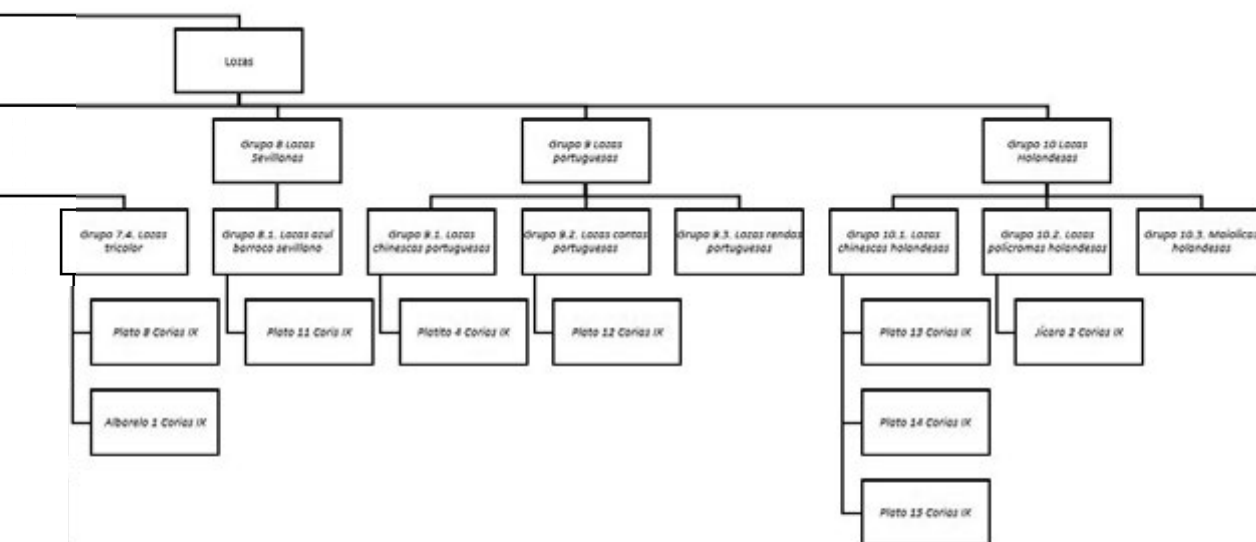 Lozas
Grupo 8 Lozas
Sevillanas
Grupo 9 Lozas
portuguesas
Grupo 10 Lozas
Holandesas
Grupo 7.4. Lozas
tricolor
Grupo 8.1. Lozas azul
barroco sevillano
Grupo 9.1. Lozas
chinescas portuguesas
Grupo 9.2. Lozas contas
portuguesas
Grupo 9.3. Lozas rendas
portuguesas
Grupo 10.1. Lozas
chinescas holandesas
Grupo 10.2. Lozas
polícromas holandesas
Grupo 10.3. Maiolicas
holandesas
Plato 8 Corias IX
Plato 11 Coris IX
Platito 4 Corias IX
Plato 12 Corias IX
Plato 13 Corias IX
Jícara 2 Corias IX
Albarelo 1 Corias IX
Plato 14 Corias IX
Plato 15 Corias IX